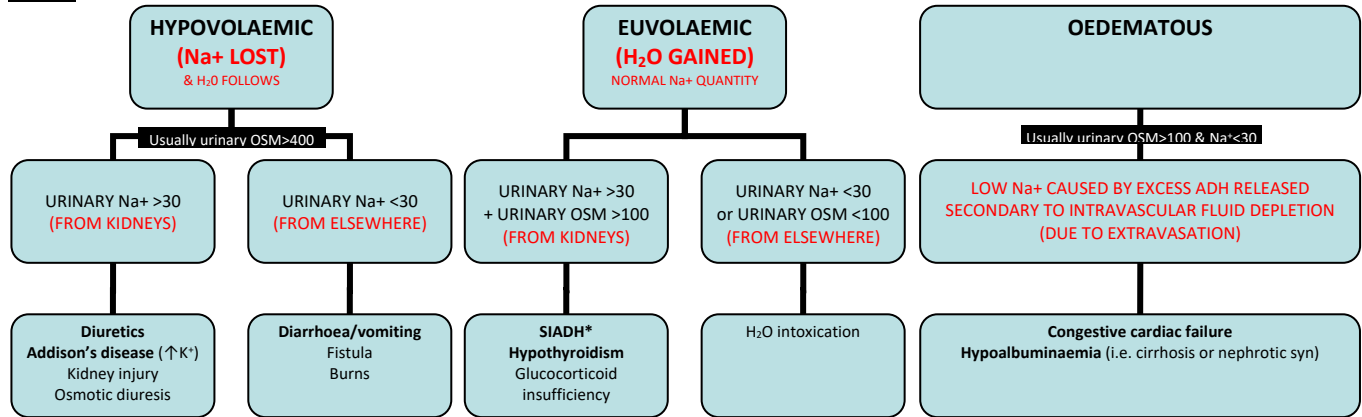 HYPOVOLAEMIC
(Na+ LOST)
& H₂0 FOLLOWS
EUVOLAEMIC
(H₂O GAINED)
NORMAL Na+ QUANTITY
OEDEMATOUS
Usually urinary OSM>400
Usually urinary OSM>100 & Na⁺<30
URINARY Na+ >30
(FROM KIDNEYS)
URINARY Na+ <30
(FROM ELSEWHERE)
URINARY Na+ >30
+ URINARY OSM >100
(FROM KIDNEYS)
URINARY Na+ <30
or URINARY OSM <100
(FROM ELSEWHERE)
LOW Na+ CAUSED BY EXCESS ADH RELEASED
SECONDARY TO INTRAVASCULAR FLUID DEPLETION
(DUE TO EXTRAVASATION)
Diuretics
Addison's disease (↑K⁺)
Kidney injury
Osmotic diuresis
Diarrhoea/vomiting
Fistula
Burns
SIADH*
Hypothyroidism
Glucocorticoid
insufficiency
H₂O intoxication
Congestive cardiac failure
Hypoalbuminaemia (i.e. cirrhosis or nephrotic syn)